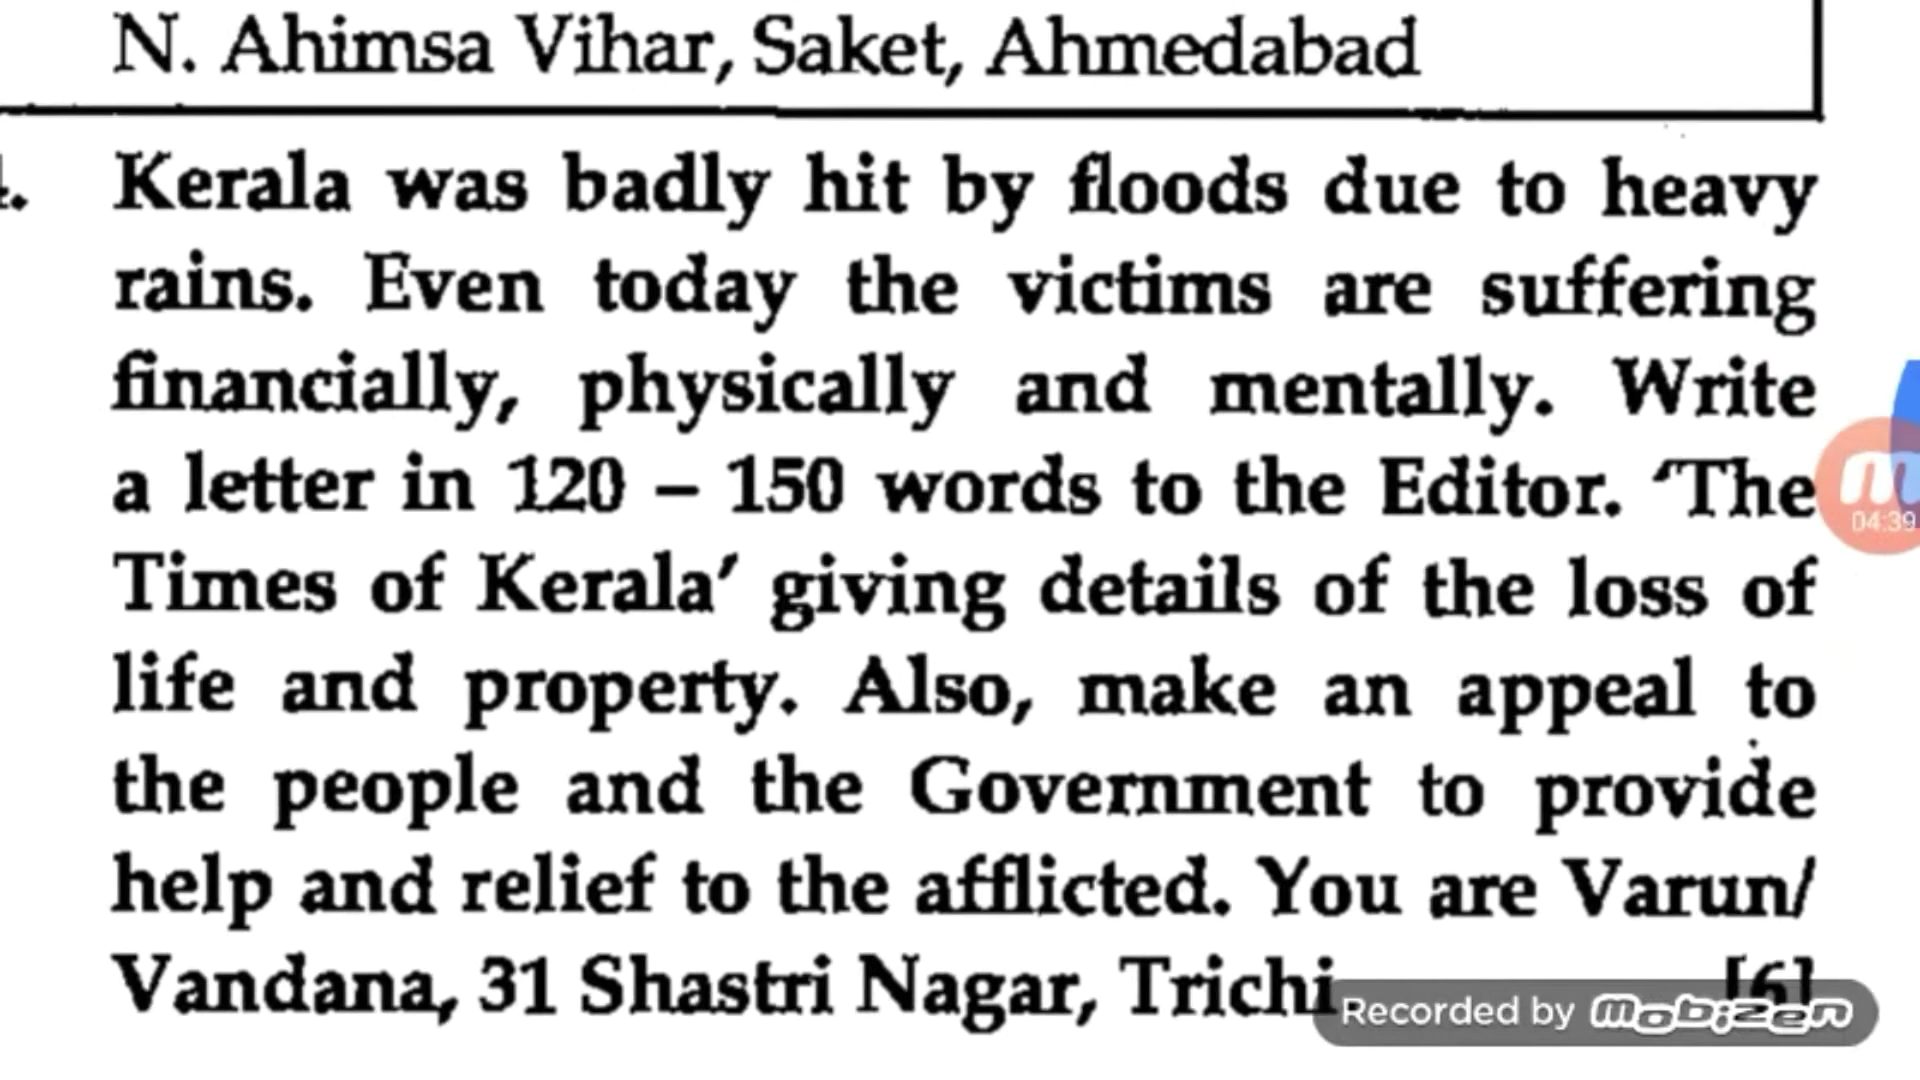 N. Ahimsa Vihar, Saket, Ahmedabad
Kerala was badly hit by floods due to heavy
rains. Even today the victims are suffering
financially, physically and mentally. Write
a letter in 120 – 150 words to the Editor. 'The
Times of Kerala' giving details of the loss of
life and property. Also, make an appeal to
the people and the Government to provide
help and relief to the afflicted. You are Varun/
Vandana, 31 Shastri Nagar, Trichi. [6]
04:39
Recorded by mobizen